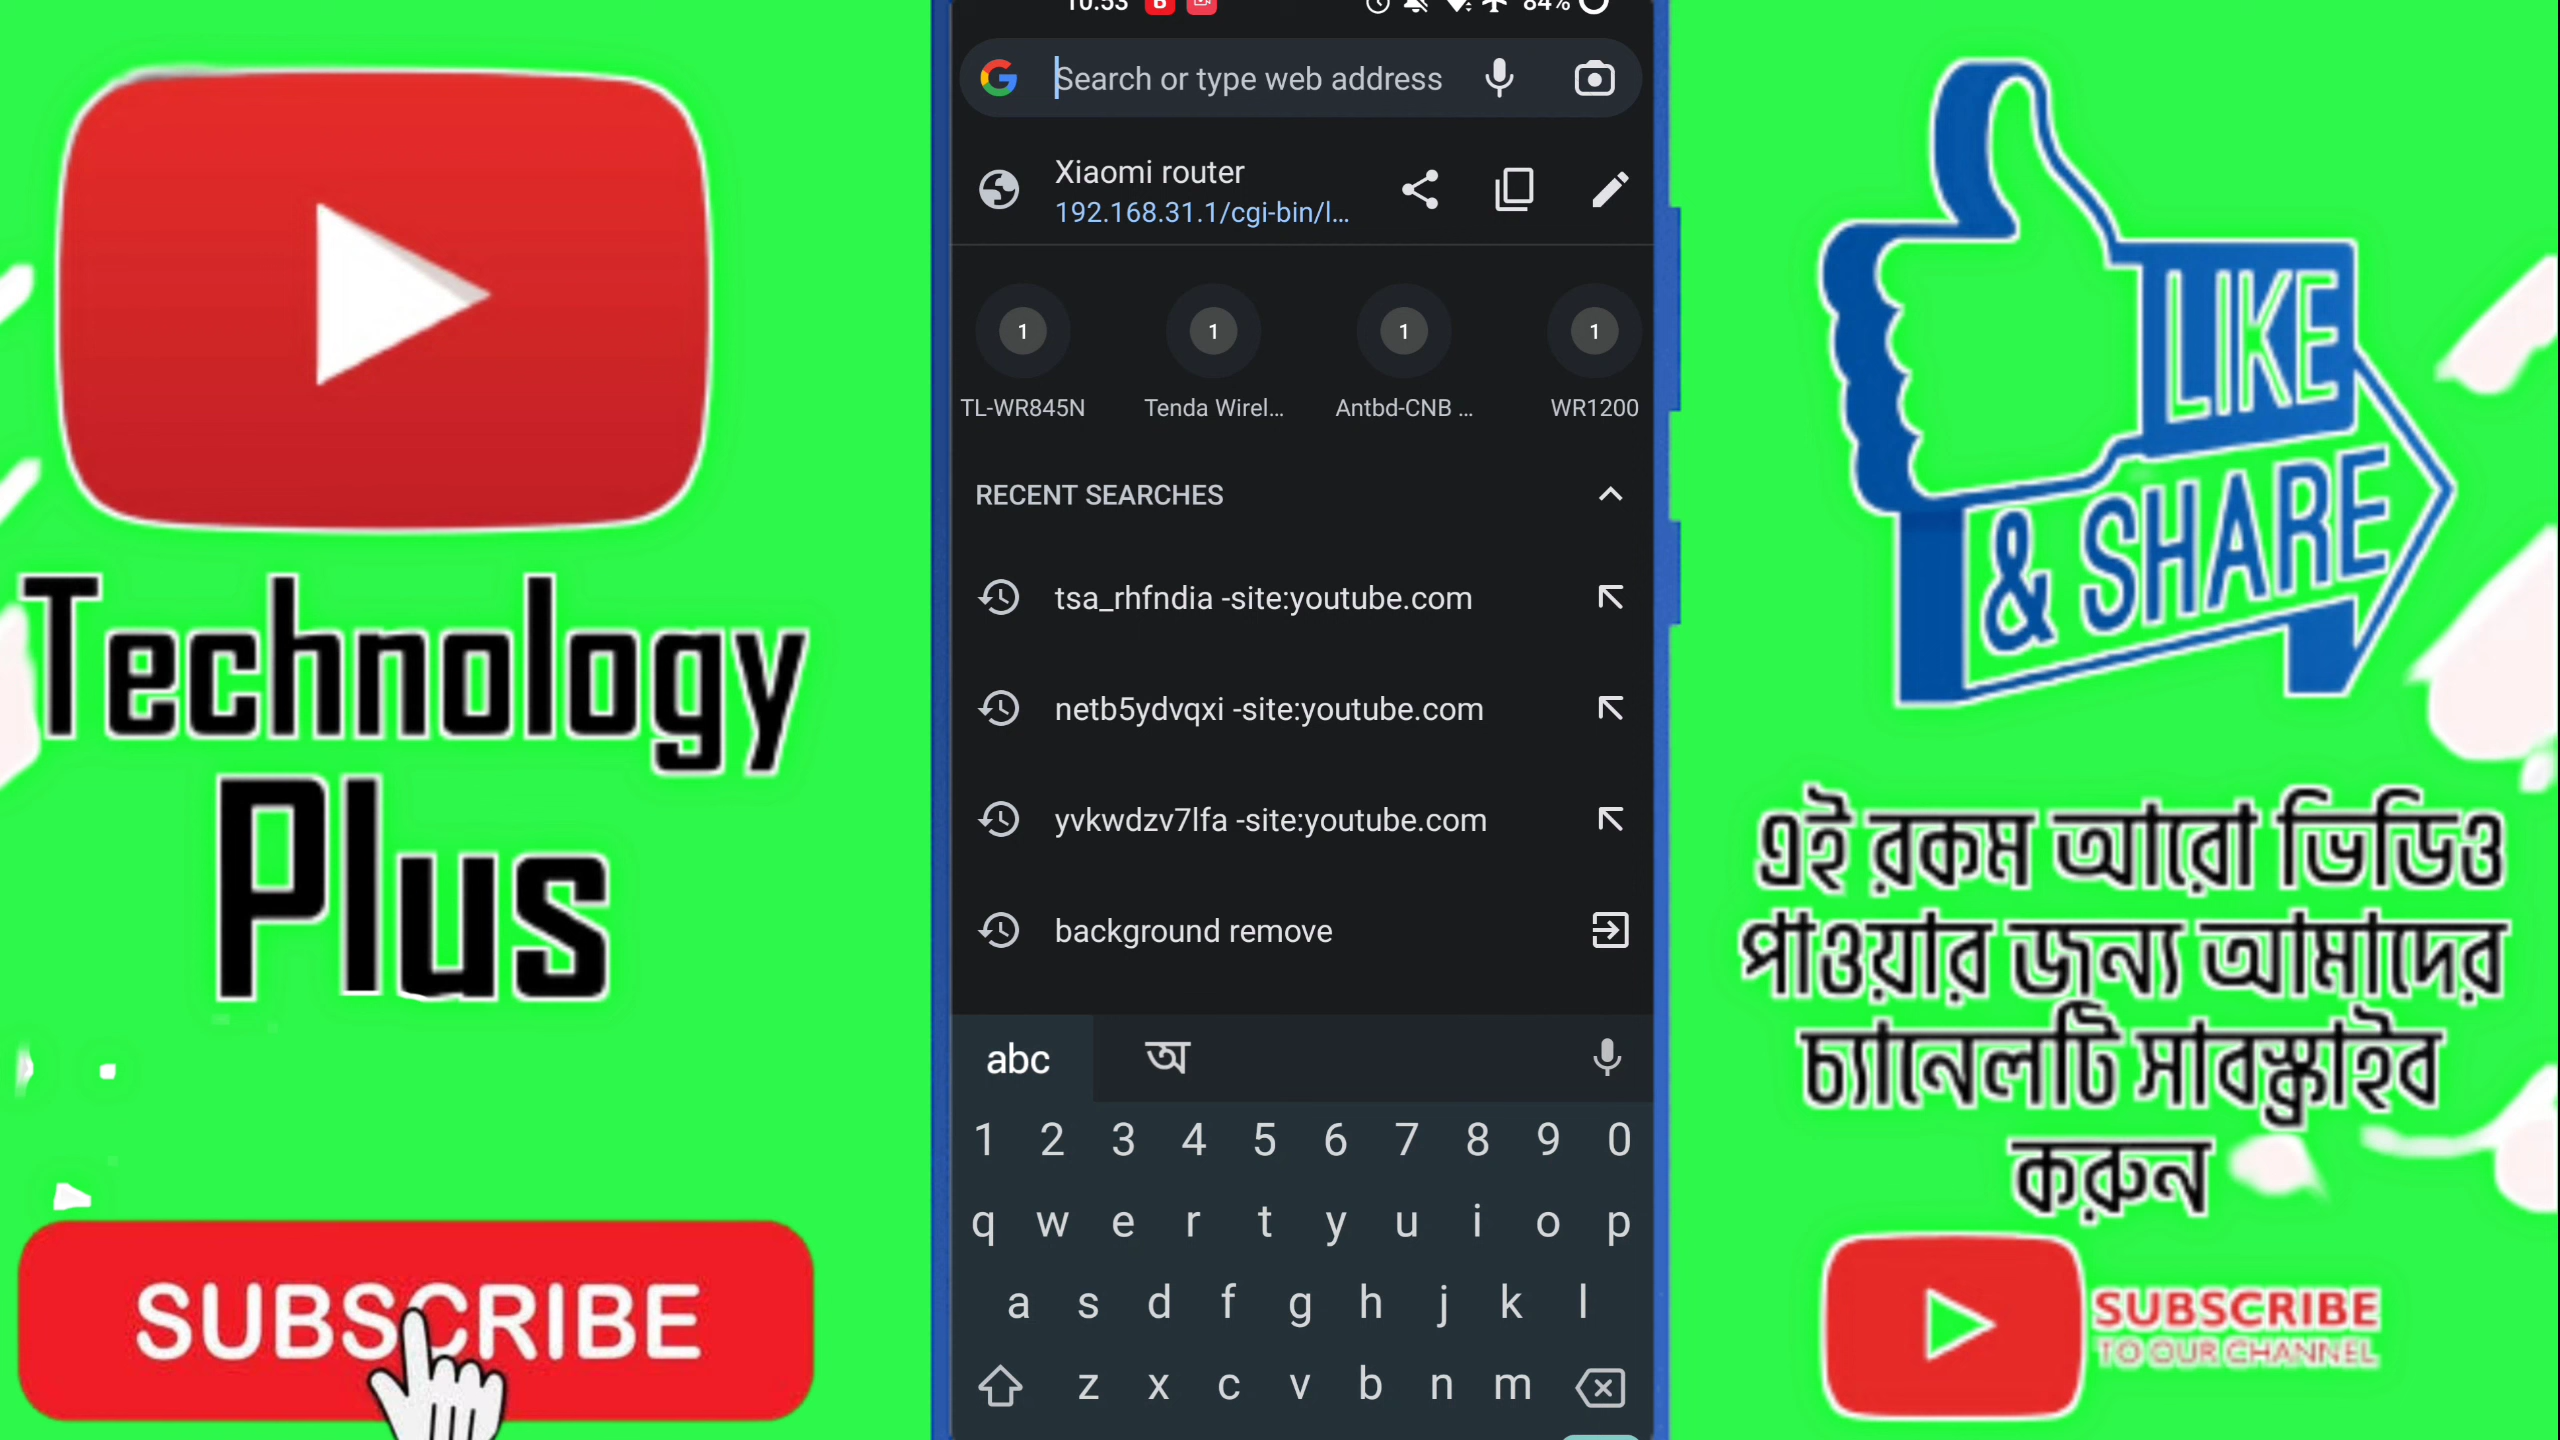 Technology
Plus
SUBSCRIBE
10:53
84%
Search or type web address
Xiaomi router
192.168.31.1/cgi-bin/l...
1
1
1
1
TL-WR845N
Tenda Wirel...
Antbd-CNB ...
WR1200
RECENT SEARCHES
tsa_rhfndia -site:youtube.com
netb5ydvqxi -site:youtube.com
yvkwdzv7lfa -site:youtube.com
background remove
abc অ
1 2 3 4 5 6 7 8 9 0
q w e r t y u i o p
a s d f g h j k l
z x c v b n m
LIKE
& SHARE
এই রকম আরো ভিডিও
পাওয়ার জন্য আমাদের
চ্যানেলটি সাবস্ক্রাইব
করুন
SUBSCRIBE
TO OUR CHANNEL